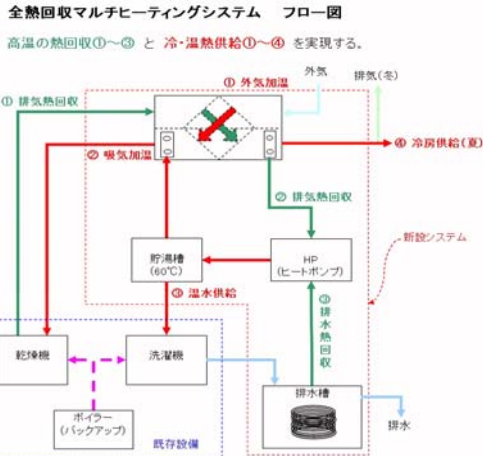 全熱回収マルチヒーティングシステム フロー図
高温の熱回収①～③ と 冷・温熱供給①～④ を実現する。
① 外気加温
外気
排気(冬)
① 排気熱回収
② 吸気加温
④ 冷房供給(夏)
② 排気熱回収
新設システム
貯湯槽
(60℃)
HP
(ヒートポンプ)
③ 温水供給
③排水熱回収
乾燥機
洗濯機
排水槽
ボイラー
(バックアップ)
既存設備
排水